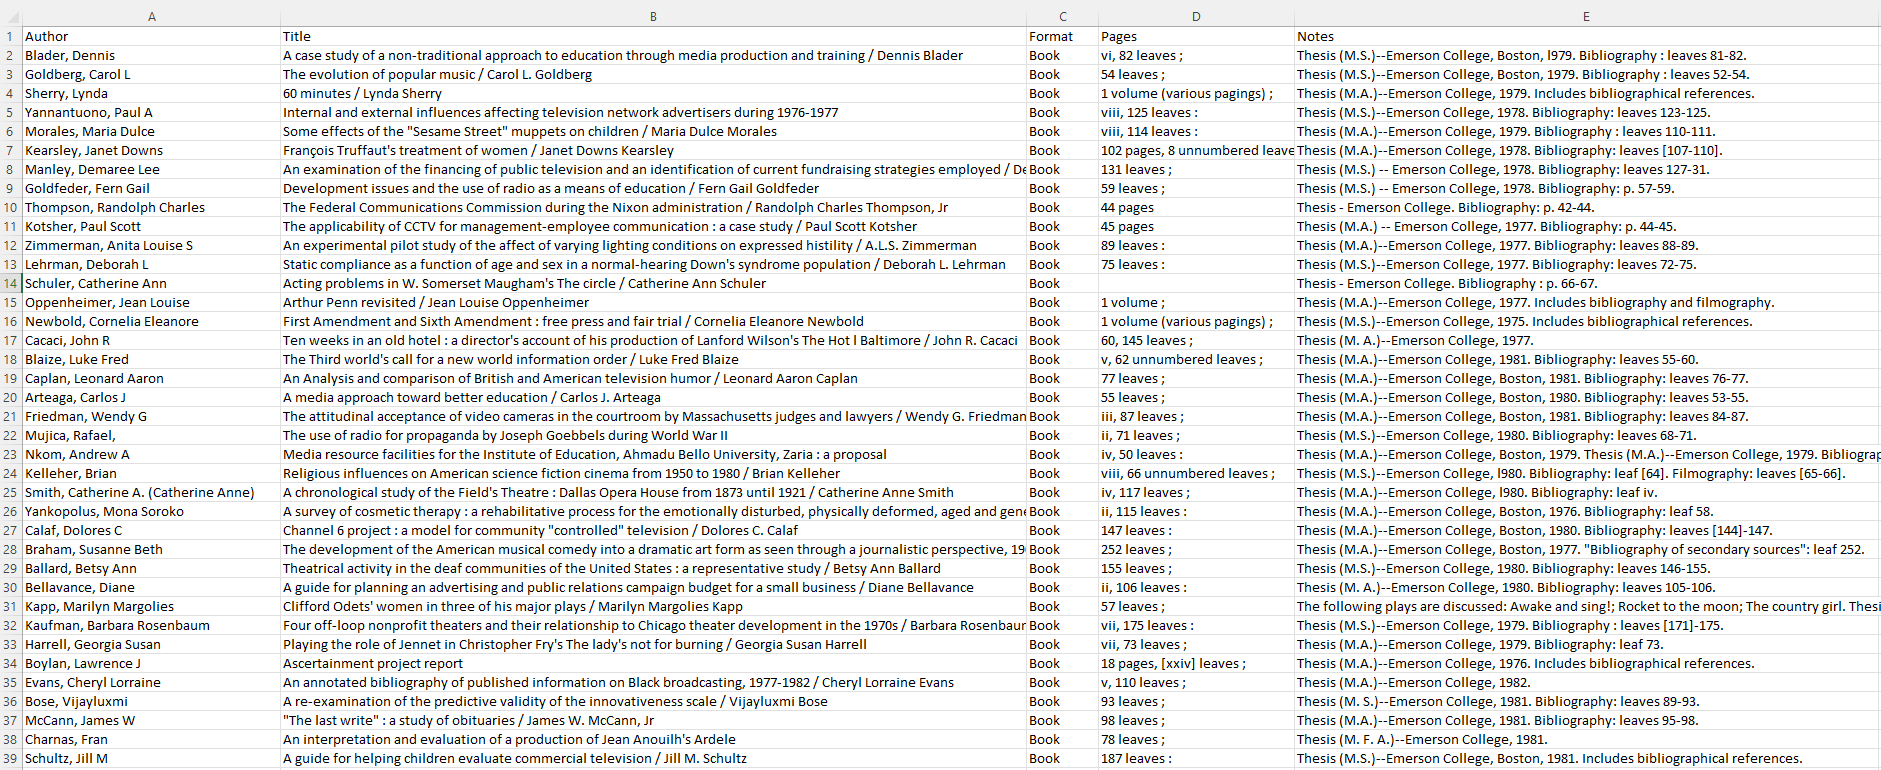 A B C D E
1 Author Title Format Pages Notes
2 Blader, Dennis A case study of a non-traditional approach to education through media production and training / Dennis Blader Book vi, 82 leaves ; Thesis (M.S.)--Emerson College, Boston, l979. Bibliography : leaves 81-82.
3 Goldberg, Carol L The evolution of popular music / Carol L. Goldberg Book 54 leaves ; Thesis (M.S.)--Emerson College, Boston, 1979. Bibliography : leaves 52-54.
4 Sherry, Lynda 60 minutes / Lynda Sherry Book 1 volume (various pagings) ; Thesis (M.A.)--Emerson College, 1979. Includes bibliographical references.
5 Yannantuono, Paul A Internal and external influences affecting television network advertisers during 1976-1977 Book viii, 125 leaves : Thesis (M.S.)--Emerson College, 1978. Bibliography: leaves 123-125.
6 Morales, Maria Dulce Some effects of the "Sesame Street" muppets on children / Maria Dulce Morales Book viii, 114 leaves : Thesis (M.A.)--Emerson College, 1979. Bibliography : leaves 110-111.
7 Kearsley, Janet Downs François Truffaut's treatment of women / Janet Downs Kearsley Book 102 pages, 8 unnumbered leave Thesis (M.A.)--Emerson College, 1978. Bibliography: leaves [107-110].
8 Manley, Demaree Lee An examination of the financing of public television and an identification of current fundraising strategies employed / De Book 131 leaves ; Thesis (M.S.) -- Emerson College, 1978. Bibliography: leaves 127-31.
9 Goldfeder, Fern Gail Development issues and the use of radio as a means of education / Fern Gail Goldfeder Book 59 leaves ; Thesis (M.S.) -- Emerson College, 1978. Bibliography: p. 57-59.
10 Thompson, Randolph Charles The Federal Communications Commission during the Nixon administration / Randolph Charles Thompson, Jr Book 44 pages Thesis - Emerson College. Bibliography: p. 42-44.
11 Kotsher, Paul Scott The applicability of CCTV for management-employee communication : a case study / Paul Scott Kotsher Book 45 pages Thesis (M.A.) -- Emerson College, 1977. Bibliography: p. 44-45.
12 Zimmerman, Anita Louise S An experimental pilot study of the affect of varying lighting conditions on expressed histility / A.L.S. Zimmerman Book 89 leaves : Thesis (M.A.)--Emerson College, 1977. Bibliography: leaves 88-89.
13 Lehrman, Deborah L Static compliance as a function of age and sex in a normal-hearing Down's syndrome population / Deborah L. Lehrman Book 75 leaves : Thesis (M.S.)--Emerson College, 1977. Bibliography: leaves 72-75.
14 Schuler, Catherine Ann Acting problems in W. Somerset Maugham's The circle / Catherine Ann Schuler Book Thesis - Emerson College. Bibliography : p. 66-67.
15 Oppenheimer, Jean Louise Arthur Penn revisited / Jean Louise Oppenheimer Book 1 volume ; Thesis (M.A.)--Emerson College, 1977. Includes bibliography and filmography.
16 Newbold, Cornelia Eleanore First Amendment and Sixth Amendment : free press and fair trial / Cornelia Eleanore Newbold Book 1 volume (various pagings) ; Thesis (M.S.)--Emerson College, 1975. Includes bibliographical references.
17 Cacaci, John R Ten weeks in an old hotel : a director's account of his production of Lanford Wilson's The Hot l Baltimore / John R. Cacaci Book 60, 145 leaves ; Thesis (M. A.)--Emerson College, 1977.
18 Blaize, Luke Fred The Third world's call for a new world information order / Luke Fred Blaize Book v, 62 unnumbered leaves ; Thesis (M.A.)--Emerson College, 1981. Bibliography: leaves 55-60.
19 Caplan, Leonard Aaron An Analysis and comparison of British and American television humor / Leonard Aaron Caplan Book 77 leaves ; Thesis (M.A.)--Emerson College, Boston, 1981. Bibliography: leaves 76-77.
20 Arteaga, Carlos J A media approach toward better education / Carlos J. Arteaga Book 55 leaves ; Thesis (M.A.)--Emerson College, Boston, 1980. Bibliography: leaves 53-55.
21 Friedman, Wendy G The attitudinal acceptance of video cameras in the courtroom by Massachusetts judges and lawyers / Wendy G. Friedman Book iii, 87 leaves ; Thesis (M.A.)--Emerson College, Boston, 1981. Bibliography: leaves 84-87.
22 Mujica, Rafael, The use of radio for propaganda by Joseph Goebbels during World War II Book ii, 71 leaves ; Thesis (M.S.)--Emerson College, 1980. Bibliography: leaves 68-71.
23 Nkom, Andrew A Media resource facilities for the Institute of Education, Ahmadu Bello University, Zaria : a proposal Book iv, 50 leaves : Thesis (M.A.)--Emerson College, Boston, 1979. Thesis (M.A.)--Emerson College, 1979. Bibliograp
24 Kelleher, Brian Religious influences on American science fiction cinema from 1950 to 1980 / Brian Kelleher Book viii, 66 unnumbered leaves ; Thesis (M.S.)--Emerson College, l980. Bibliography: leaf [64]. Filmography: leaves [65-66].
25 Smith, Catherine A. (Catherine Anne) A chronological study of the Field's Theatre : Dallas Opera House from 1873 until 1921 / Catherine Anne Smith Book iv, 117 leaves ; Thesis (M.A.)--Emerson College, l980. Bibliography: leaf iv.
26 Yankopolus, Mona Soroko A survey of cosmetic therapy : a rehabilitative process for the emotionally disturbed, physically deformed, aged and gene Book ii, 115 leaves : Thesis (M.A.)--Emerson College, Boston, 1976. Bibliography: leaf 58.
27 Calaf, Dolores C Channel 6 project : a model for community "controlled" television / Dolores C. Calaf Book 147 leaves : Thesis (M.A.)--Emerson College, Boston, 1980. Bibliography: leaves [144]-147.
28 Braham, Susanne Beth The development of the American musical comedy into a dramatic art form as seen through a journalistic perspective, 19 Book 252 leaves ; Thesis (M.A.)--Emerson College, Boston, 1977. "Bibliography of secondary sources": leaf 252.
29 Ballard, Betsy Ann Theatrical activity in the deaf communities of the United States : a representative study / Betsy Ann Ballard Book 155 leaves ; Thesis (M.S.)--Emerson College, 1980. Bibliography: leaves 146-155.
30 Bellavance, Diane A guide for planning an advertising and public relations campaign budget for a small business / Diane Bellavance Book ii, 106 leaves : Thesis (M. A.)--Emerson College, 1980. Bibliography: leaves 105-106.
31 Kapp, Marilyn Margolies Clifford Odets' women in three of his major plays / Marilyn Margolies Kapp Book 57 leaves ; The following plays are discussed: Awake and sing!; Rocket to the moon; The country girl. Thesi
32 Kaufman, Barbara Rosenbaum Four off-loop nonprofit theaters and their relationship to Chicago theater development in the 1970s / Barbara Rosenbaur Book vii, 175 leaves : Thesis (M.S.)--Emerson College, 1979. Bibliography : leaves [171]-175.
33 Harrell, Georgia Susan Playing the role of Jennet in Christopher Fry's The lady's not for burning / Georgia Susan Harrell Book vii, 73 leaves ; Thesis (M.A.)--Emerson College, 1979. Bibliography: leaf 73.
34 Boylan, Lawrence J Ascertainment project report Book 18 pages, [xxiv] leaves ; Thesis (M.A.)--Emerson College, 1976. Includes bibliographical references.
35 Evans, Cheryl Lorraine An annotated bibliography of published information on Black broadcasting, 1977-1982 / Cheryl Lorraine Evans Book v, 110 leaves ; Thesis (M.A.)--Emerson College, 1982.
36 Bose, Vijayluxmi A re-examination of the predictive validity of the innovativeness scale / Vijayluxmi Bose Book 93 leaves ; Thesis (M. S.)--Emerson College, 1981. Bibliography: leaves 89-93.
37 McCann, James W "The last write" : a study of obituaries / James W. McCann, Jr Book 98 leaves ; Thesis (M.A.)--Emerson College, 1981. Bibliography: leaves 95-98.
38 Charnas, Fran An interpretation and evaluation of a production of Jean Anouilh's Ardele Book 78 leaves ; Thesis (M. F. A.)--Emerson College, 1981.
39 Schultz, Jill M A guide for helping children evaluate commercial television / Jill M. Schultz Book 187 leaves : Thesis (M.A.)--Emerson College, Boston, 1981. Includes bibliographical references.